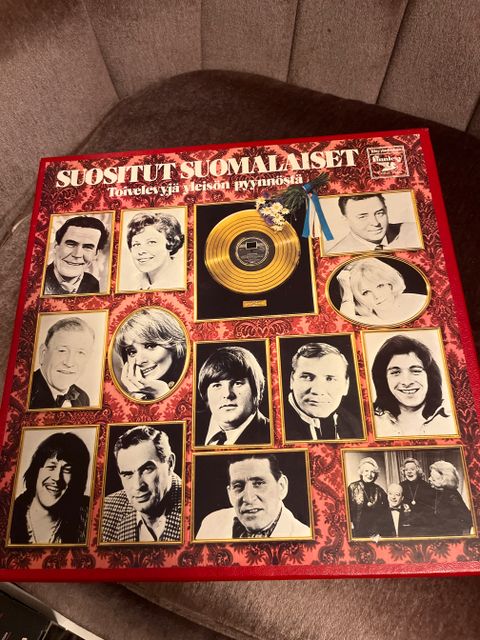 SUOSITUT SUOMALAISET
Toivelevyjä yleisön pyynnöstä